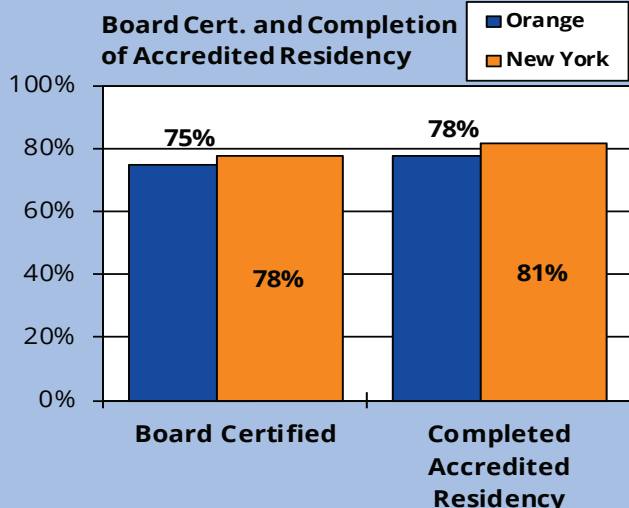 Board Cert. and Completion
of Accredited Residency
Orange
New York
100%
80%
60%
40%
20%
0%
75%
78%
78%
81%
Board Certified
Completed
Accredited
Residency